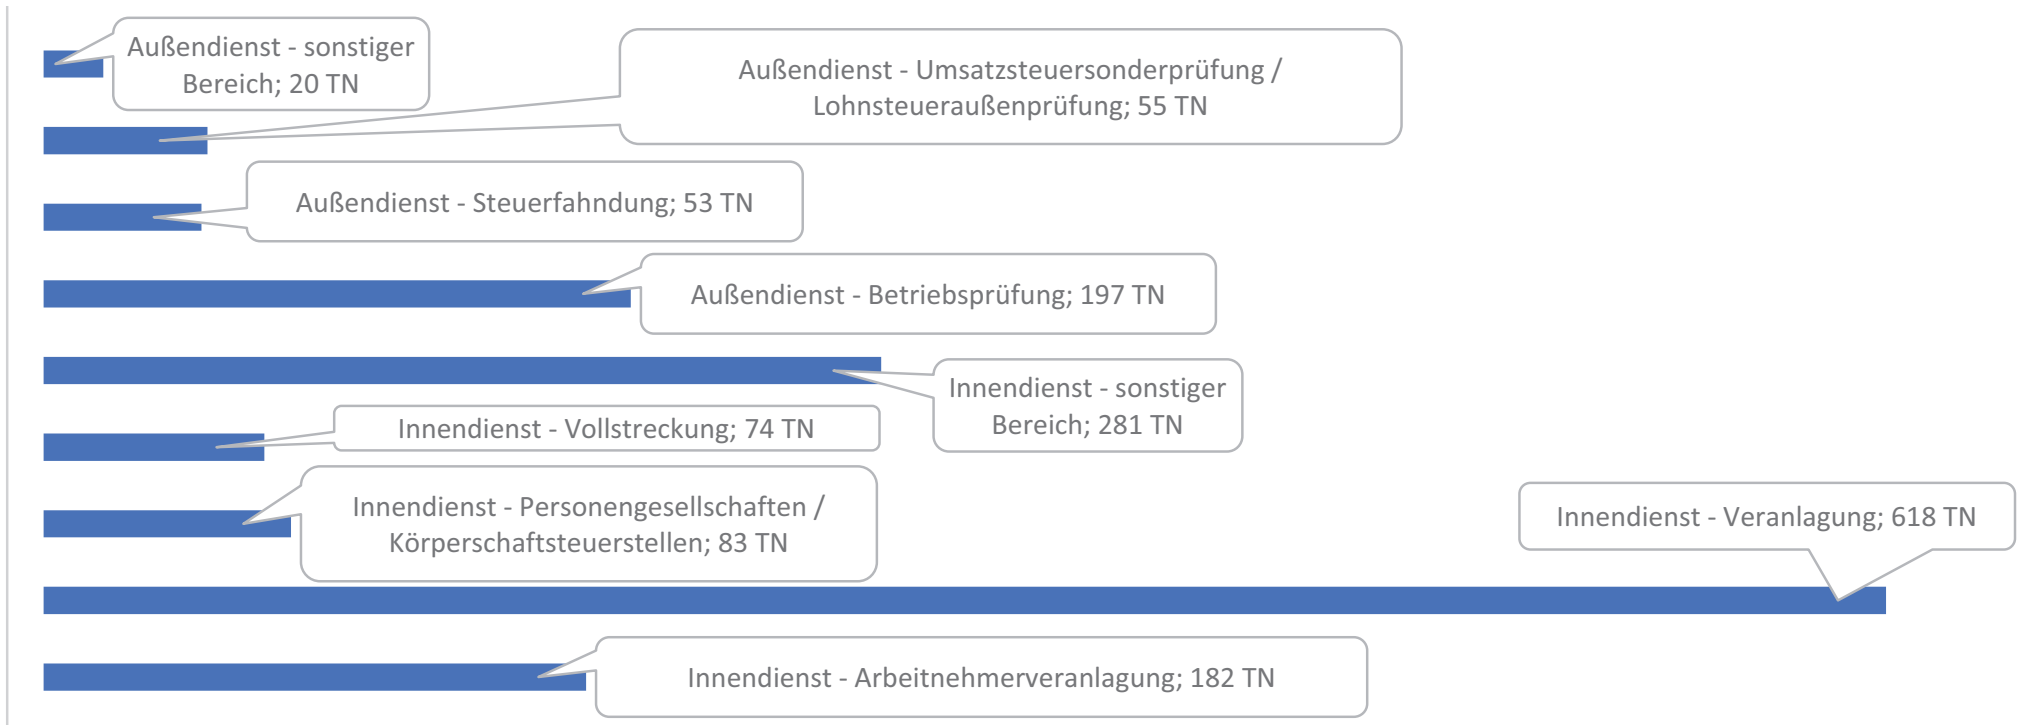 Außendienst - sonstiger
Bereich; 20 TN
Außendienst - Umsatzsteuersonderprüfung /
Lohnsteueraußenprüfung; 55 TN
Außendienst - Steuerfahndung; 53 TN
Außendienst - Betriebsprüfung; 197 TN
Innendienst - sonstiger
Bereich; 281 TN
Innendienst - Vollstreckung; 74 TN
Innendienst - Personengesellschaften /
Körperschaftsteuerstellen; 83 TN
Innendienst - Veranlagung; 618 TN
Innendienst - Arbeitnehmerveranlagung; 182 TN